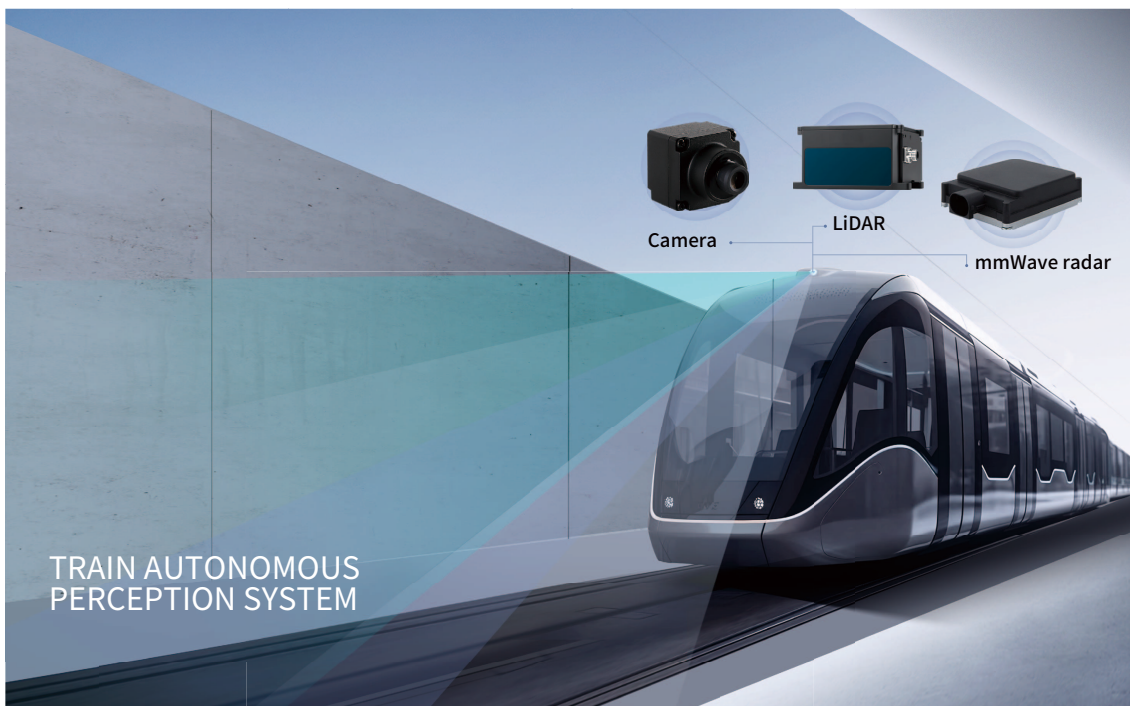 Camera
LiDAR
mmWave radar
TRAIN AUTONOMOUS
PERCEPTION SYSTEM